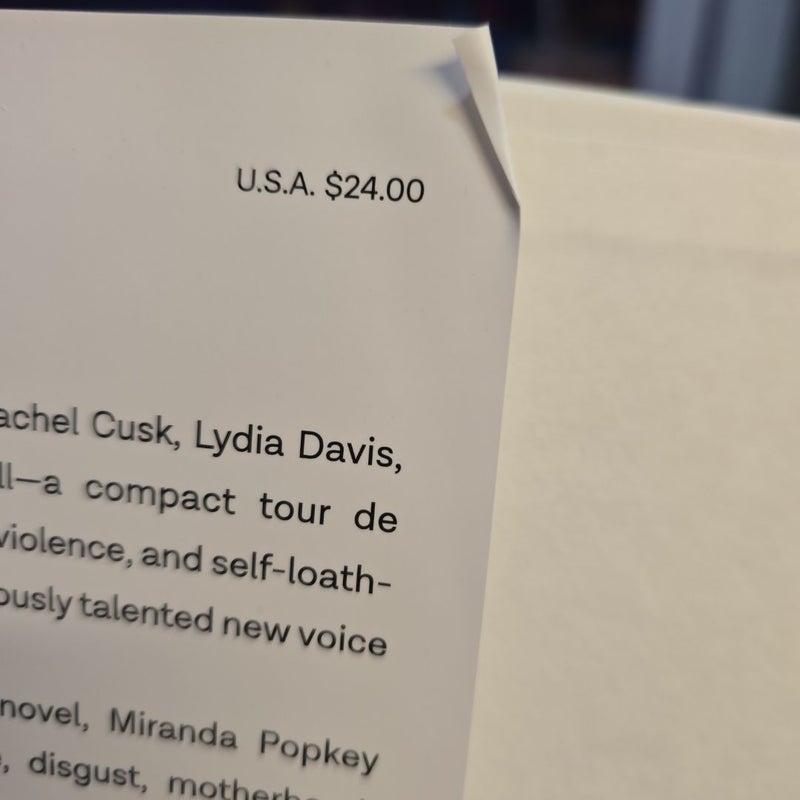 U.S.A. $24.00
achel Cusk, Lydia Davis,
ll—a compact tour de
violence, and self-loath-
ously talented new voice
novel, Miranda Popkey
, disgust, motherh